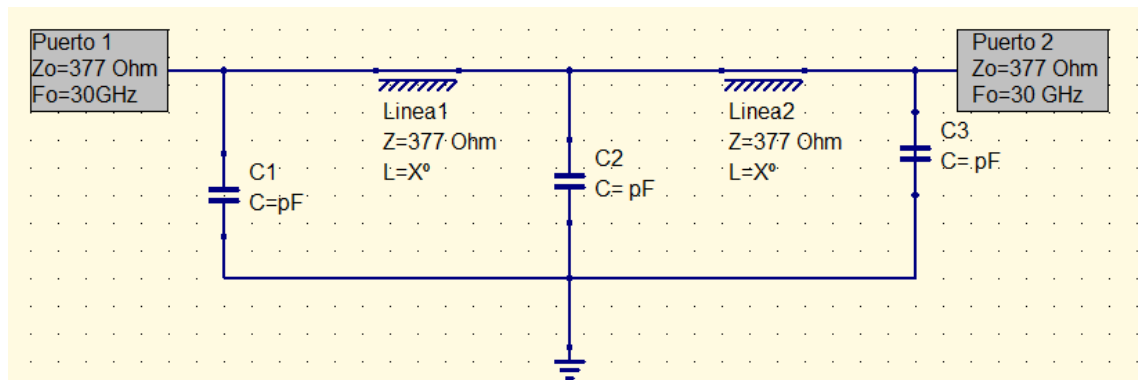 Puerto 1
Zo=377 Ohm
Fo=30GHz
Linea1
Z=377 Ohm
L=Xº
C1
C=pF
C2
C= pF
Linea2
Z=377 Ohm
L=Xº
Puerto 2
Zo=377 Ohm
Fo=30 GHz
C3
C= pF